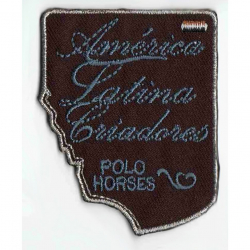 América
Latina
Criadores
POLO
HORSES